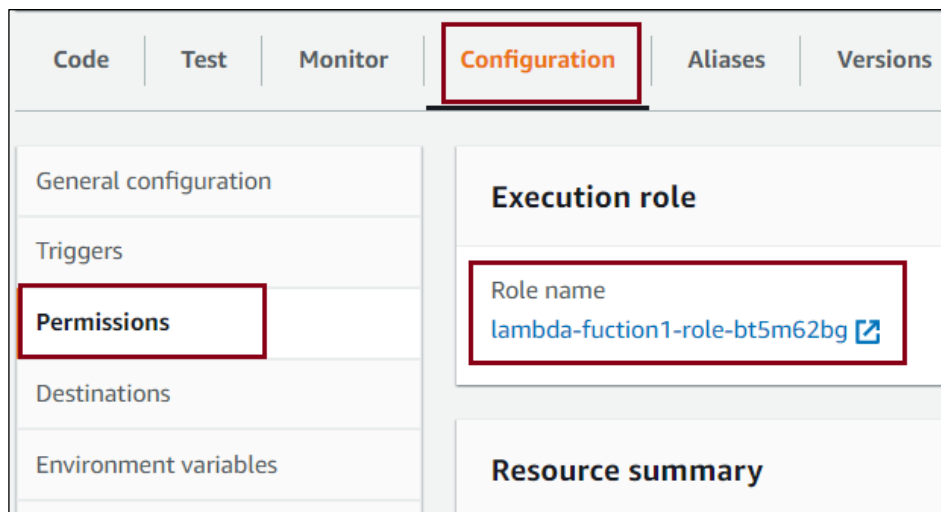 Code Test Monitor Configuration Aliases Versions
General configuration
Triggers
Permissions
Destinations
Environment variables
Execution role
Role name
lambda-fuction1-role-bt5m62bg
Resource summary